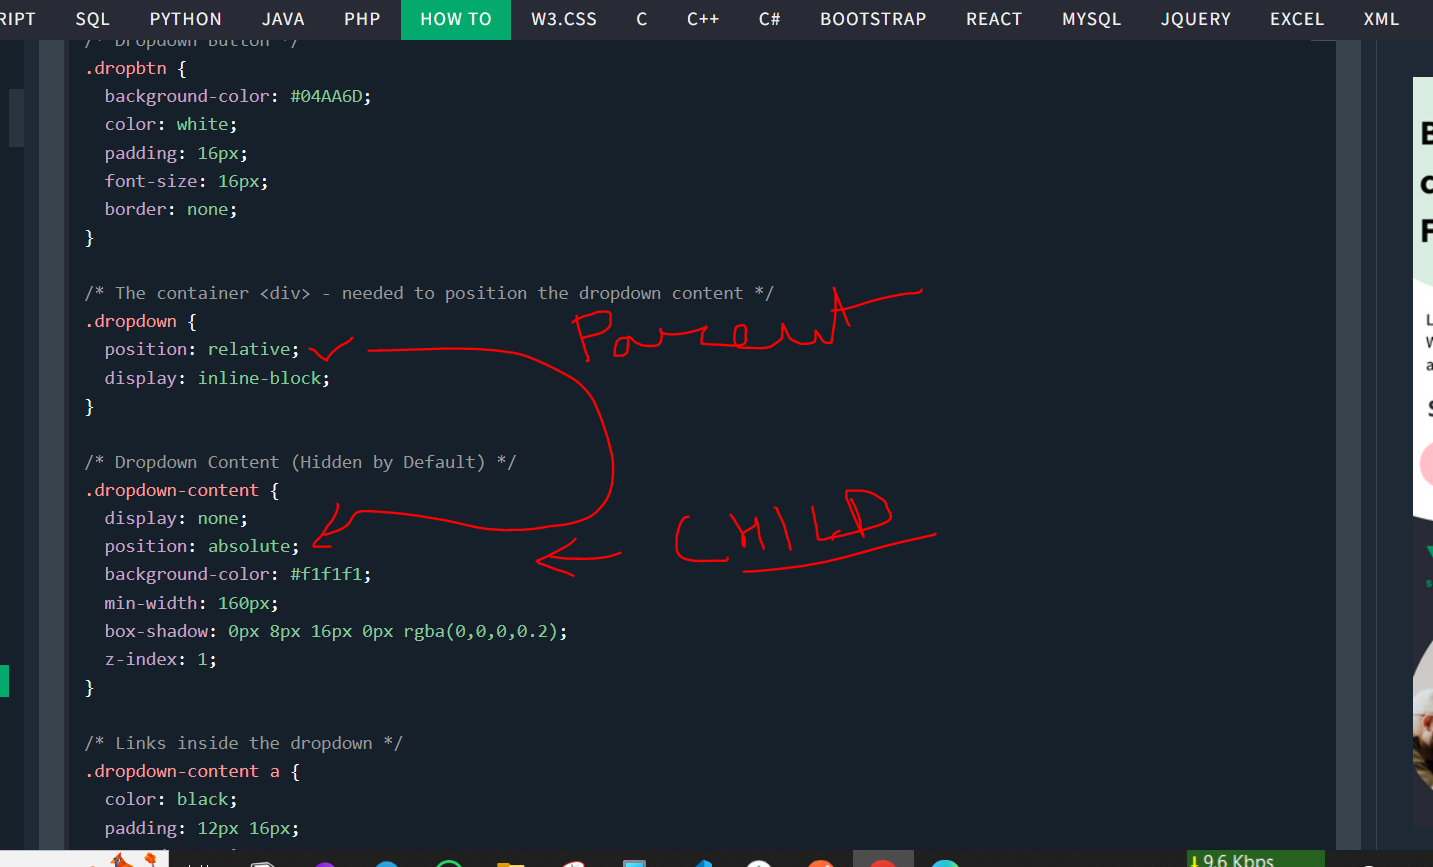 RIPT SQL PYTHON JAVA PHP HOW TO W3.CSS C C++ C# BOOTSTRAP REACT MYSQL JQUERY EXCEL XML
/* Dropdown Button */
.dropbtn {
  background-color: #04AA6D;
  color: white;
  padding: 16px;
  font-size: 16px;
  border: none;
}
/* The container <div> - needed to position the dropdown content */
Parent
.dropdown {
  position: relative;
  display: inline-block;
}
/* Dropdown Content (Hidden by Default) */
.dropdown-content {
  display: none;
CHILD
  position: absolute;
  background-color: #f1f1f1;
  min-width: 160px;
  box-shadow: 0px 8px 16px 0px rgba(0,0,0,0.2);
  z-index: 1;
}
/* Links inside the dropdown */
.dropdown-content a {
  color: black;
  padding: 12px 16px;
9.6 Kbps